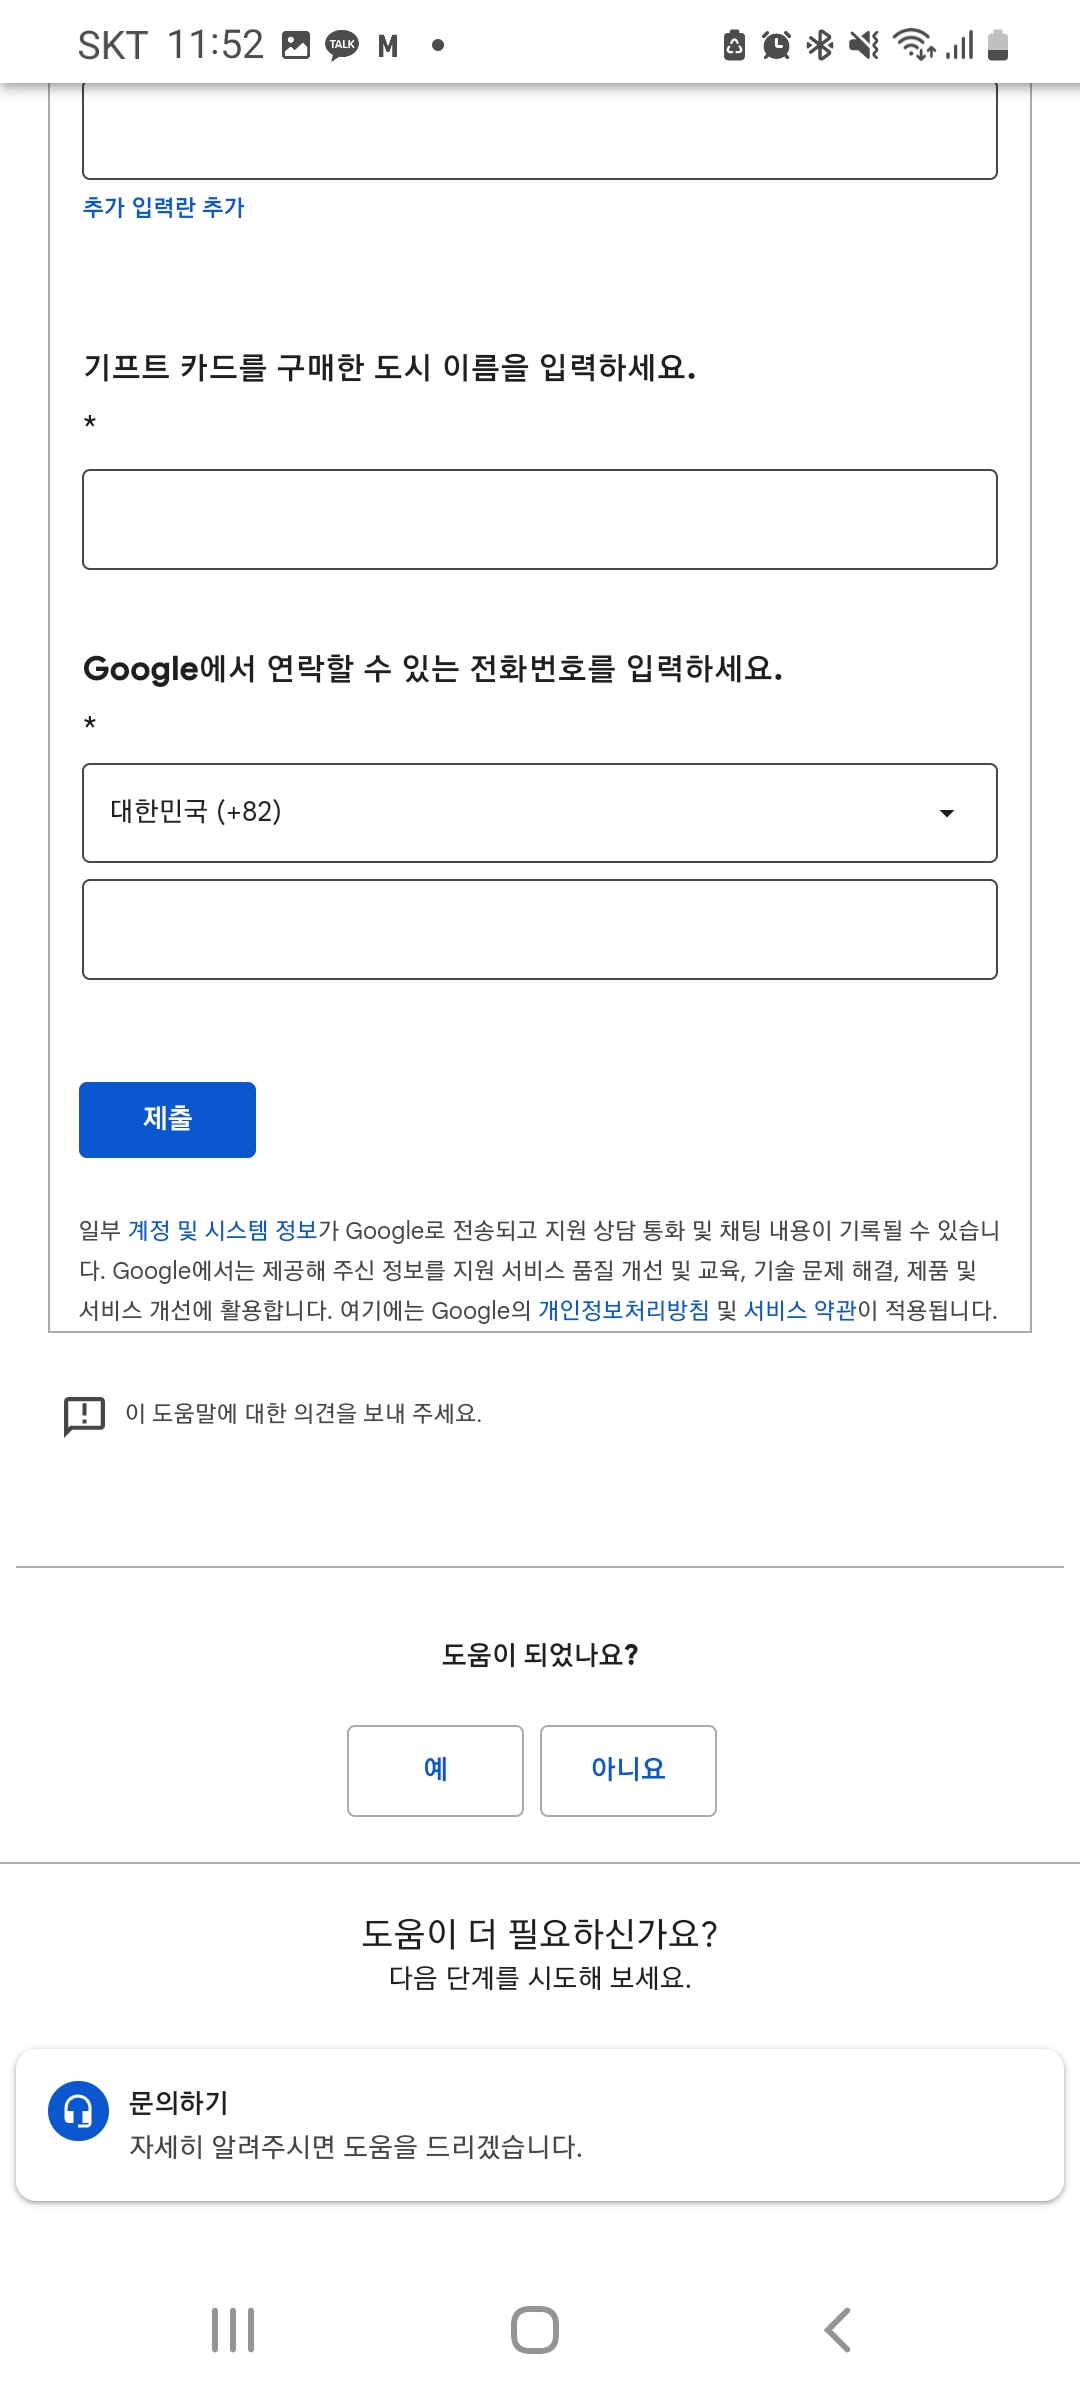 SKT 11:52 TALK M
추가 입력란 추가
기프트 카드를 구매한 도시 이름을 입력하세요.
*
Google에서 연락할 수 있는 전화번호를 입력하세요.
*
대한민국 (+82)
제출
일부 계정 및 시스템 정보가 Google로 전송되고 지원 상담 통화 및 채팅 내용이 기록될 수 있습니
다. Google에서는 제공해 주신 정보를 지원 서비스 품질 개선 및 교육, 기술 문제 해결, 제품 및
서비스 개선에 활용합니다. 여기에는 Google의 개인정보처리방침 및 서비스 약관이 적용됩니다.
이 도움말에 대한 의견을 보내 주세요.
도움이 되었나요?
예 아니요
도움이 더 필요하신가요?
다음 단계를 시도해 보세요.
문의하기
자세히 알려주시면 도움을 드리겠습니다.